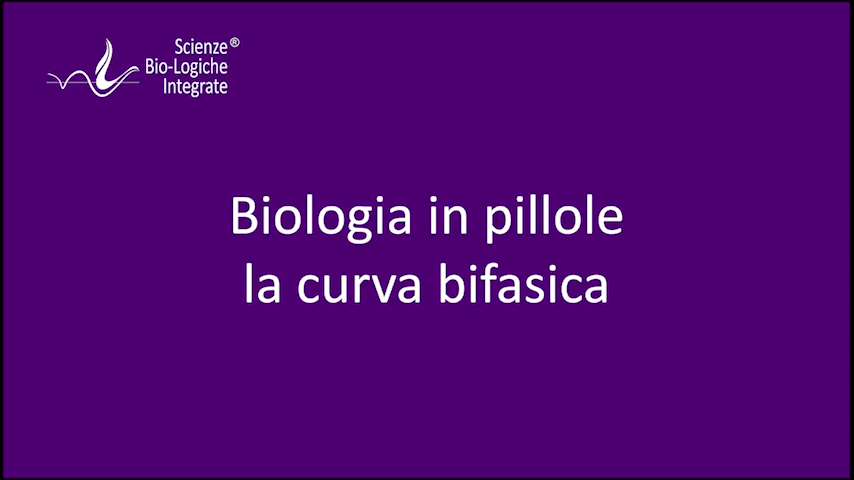 Scienze®
Bio-Logiche
Integrate
Biologia in pillole
la curva bifasica